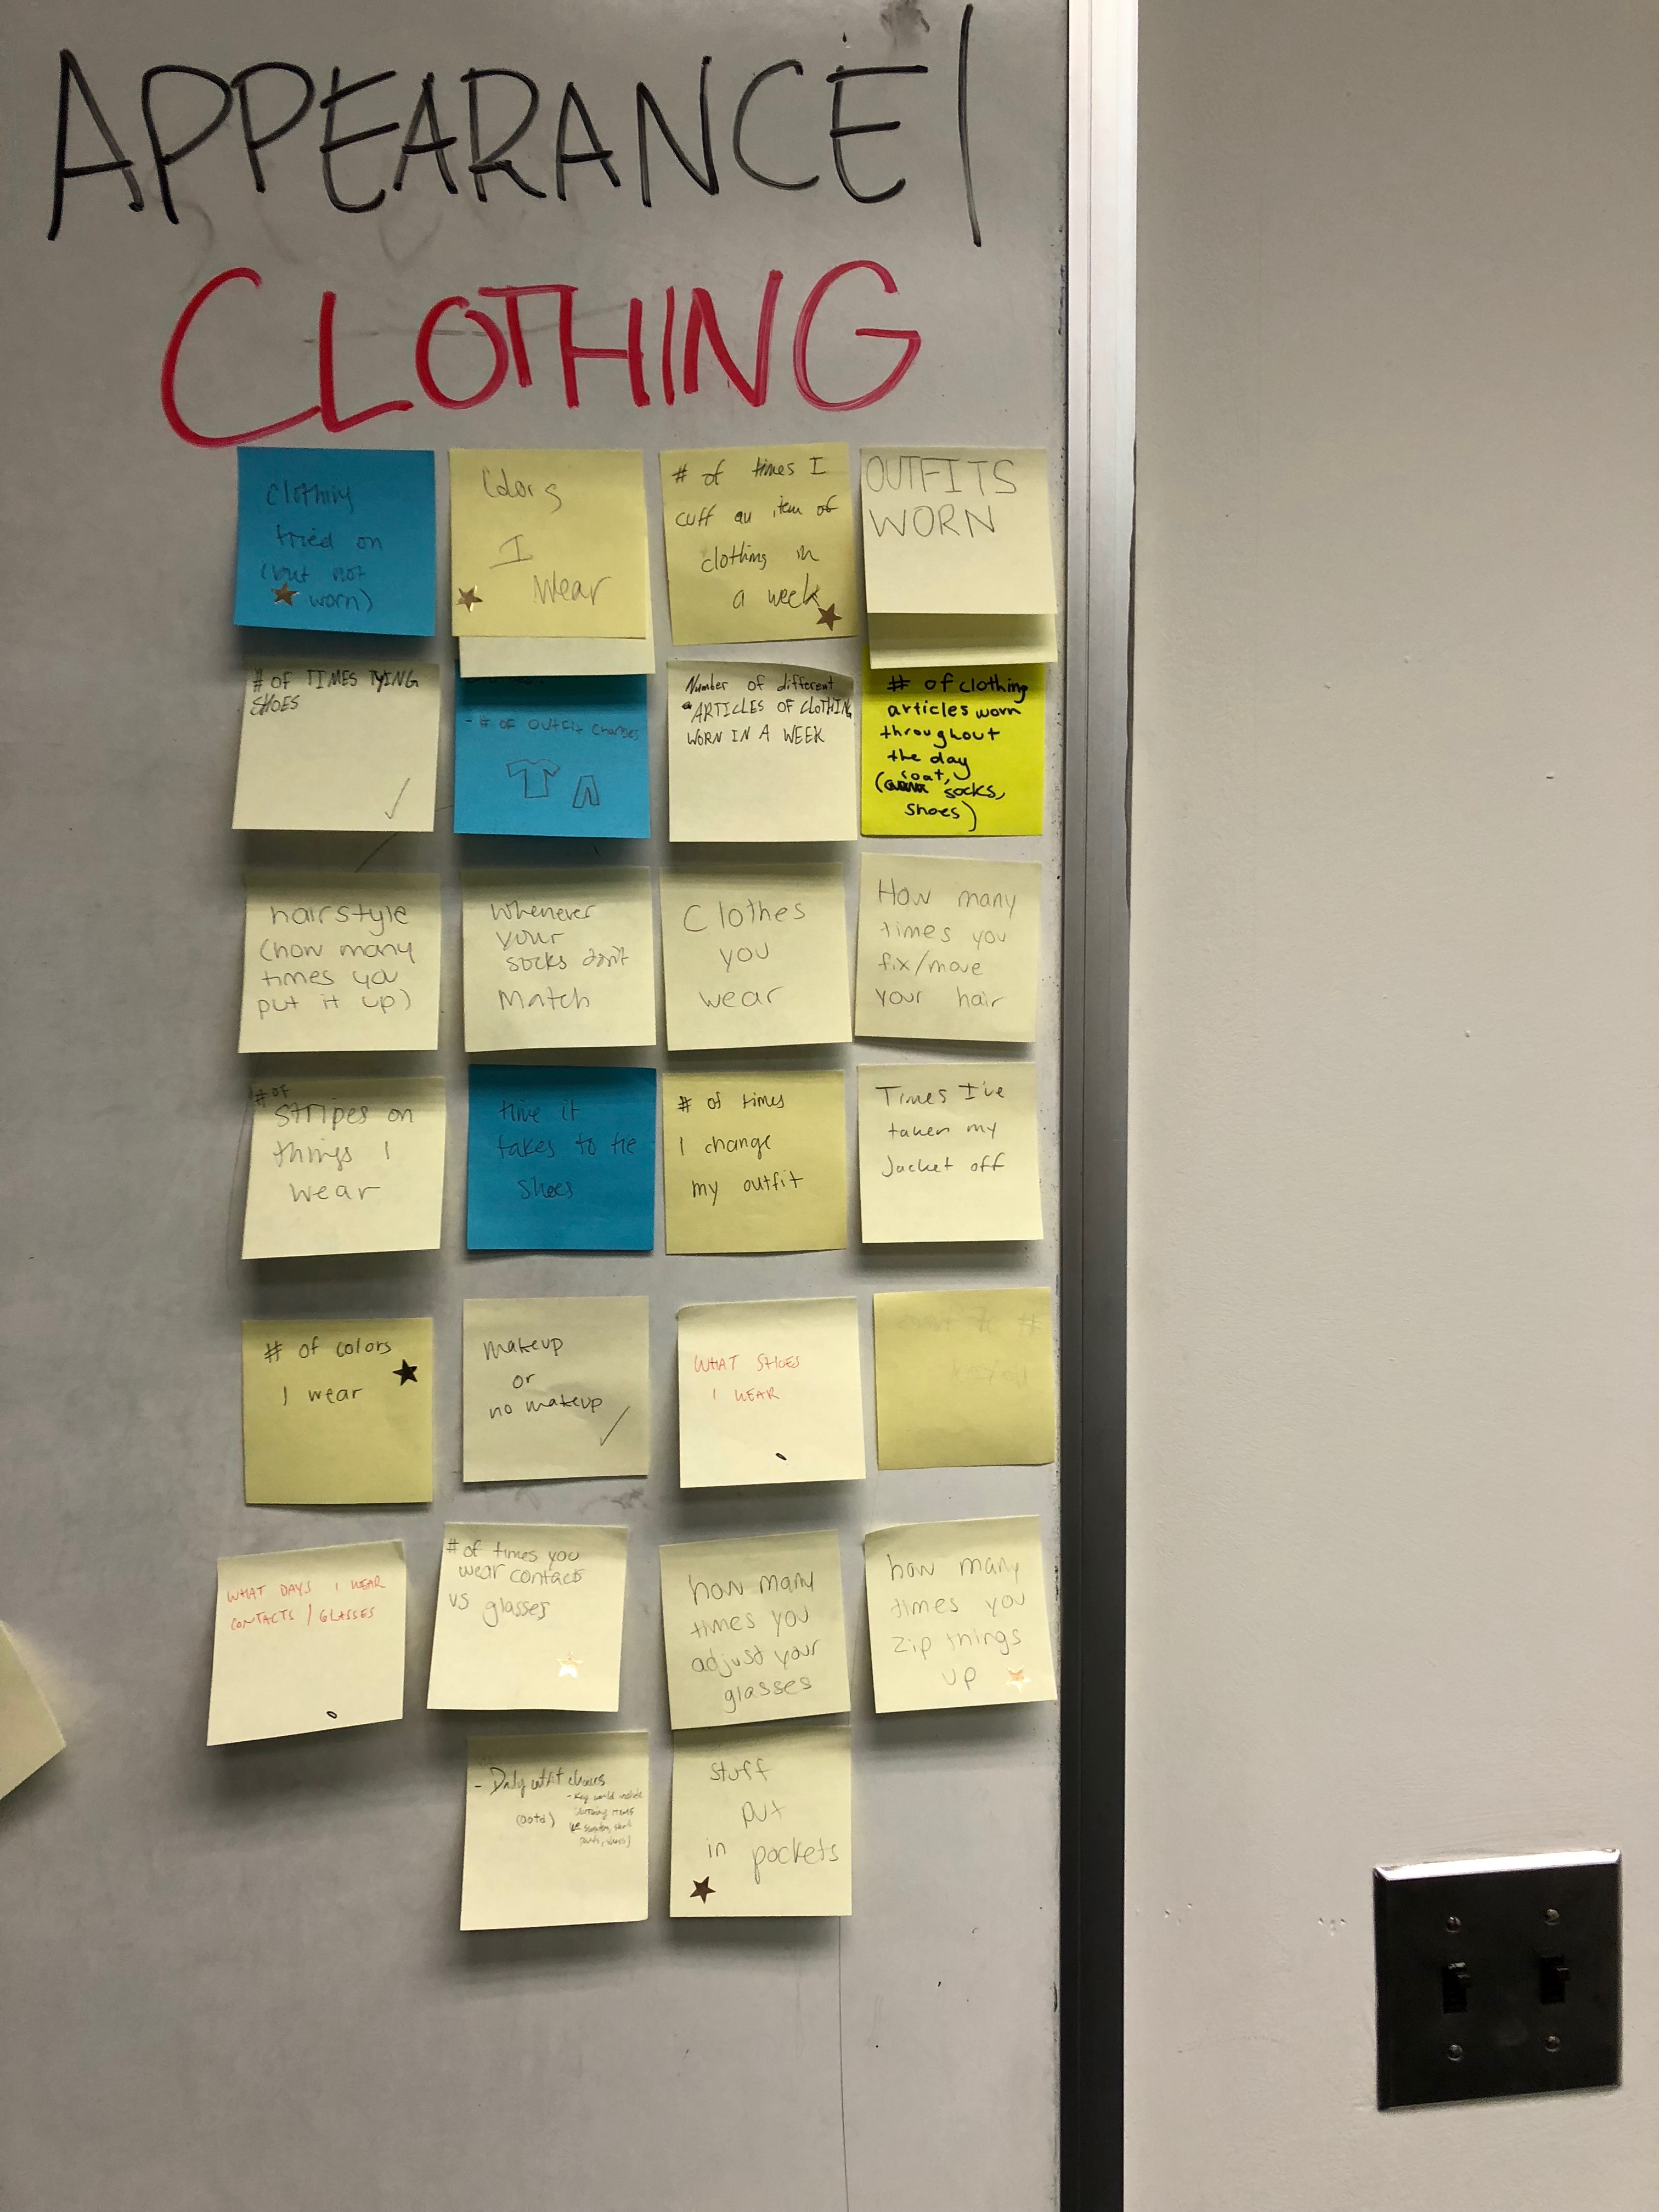 APPEARANCE/
CLOTHING
Clothing
tried on
(but not
worn)
Colors
I
Wear
# of times I
cuff an item of
clothing in
a week
OUTFITS
WORN
# OF TIMES TYING
SHOES
- # OF OUTFIT CHANGES
Number of different
ARTICLES OF CLOTHING
WORN IN A WEEK
# of clothing
articles worn
throughout
the day
coat,
( socks,
shoes)
hairstyle
(how many
times you
put it up)
Whenever
your
socks don't
Match
Clothes
you
wear
How many
times you
fix/move
your hair
# of
stripes on
things I
wear
time it
takes to tie
shoes
# of times
I change
my outfit
Times I've
taken my
Jacket off
# of colors
I wear
makeup
or
no makeup
WHAT SHOES
I WEAR
WHAT DAYS I WEAR
CONTACTS / GLASSES
# of times you
wear contacts
vs glasses
how many
times you
adjust your
glasses
how many
times you
zip things
up
- Daily outfit choices
- Key would include
clothing items
(ootd)
stuff
put
in pockets